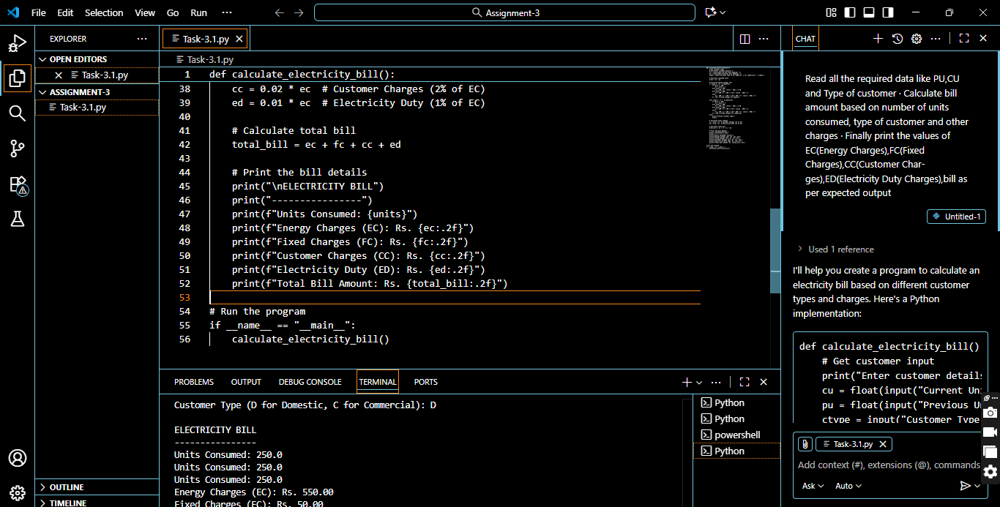 File Edit Selection View Go Run ··· Assignment-3
EXPLORER ···
OPEN EDITORS
Task-3.1.py
ASSIGNMENT-3
Task-3.1.py
OUTLINE
TIMELINE
Task-3.1.py
Task-3.1.py
1 def calculate_electricity_bill():
38 cc = 0.02 * ec # Customer Charges (2% of EC)
39 ed = 0.01 * ec # Electricity Duty (1% of EC)
40
41 # Calculate total bill
42 total_bill = ec + fc + cc + ed
43
44 # Print the bill details
45 print("\nELECTRICITY BILL")
46 print("----------------")
47 print(f"Units Consumed: {units}")
48 print(f"Energy Charges (EC): Rs. {ec:.2f}")
49 print(f"Fixed Charges (FC): Rs. {fc:.2f}")
50 print(f"Customer Charges (CC): Rs. {cc:.2f}")
51 print(f"Electricity Duty (ED): Rs. {ed:.2f}")
52 print(f"Total Bill Amount: Rs. {total_bill:.2f}")
53
54 # Run the program
55 if __name__ == "__main__":
56 calculate_electricity_bill()
PROBLEMS OUTPUT DEBUG CONSOLE TERMINAL PORTS
Customer Type (D for Domestic, C for Commercial): D
ELECTRICITY BILL
----------------
Units Consumed: 250.0
Units Consumed: 250.0
Units Consumed: 250.0
Energy Charges (EC): Rs. 550.00
Fixed Charges (FC): Rs. 50.00
Python
Python
powershell
Python
CHAT
Read all the required data like PU,CU
and Type of customer · Calculate bill
amount based on number of units
consumed, type of customer and other
charges · Finally print the values of
EC(Energy Charges),FC(Fixed
Charges),CC(Customer Char-
ges),ED(Electricity Duty Charges),bill as
per expected output
Untitled-1
Used 1 reference
I'll help you create a program to calculate an
electricity bill based on different customer
types and charges. Here's a Python
implementation:
def calculate_electricity_bill()
# Get customer input
print("Enter customer details
cu = float(input("Current Un
pu = float(input("Previous U
ctype = input("Customer Type
Task-3.1.py
Add context (#), extensions (@), commands
Ask Auto